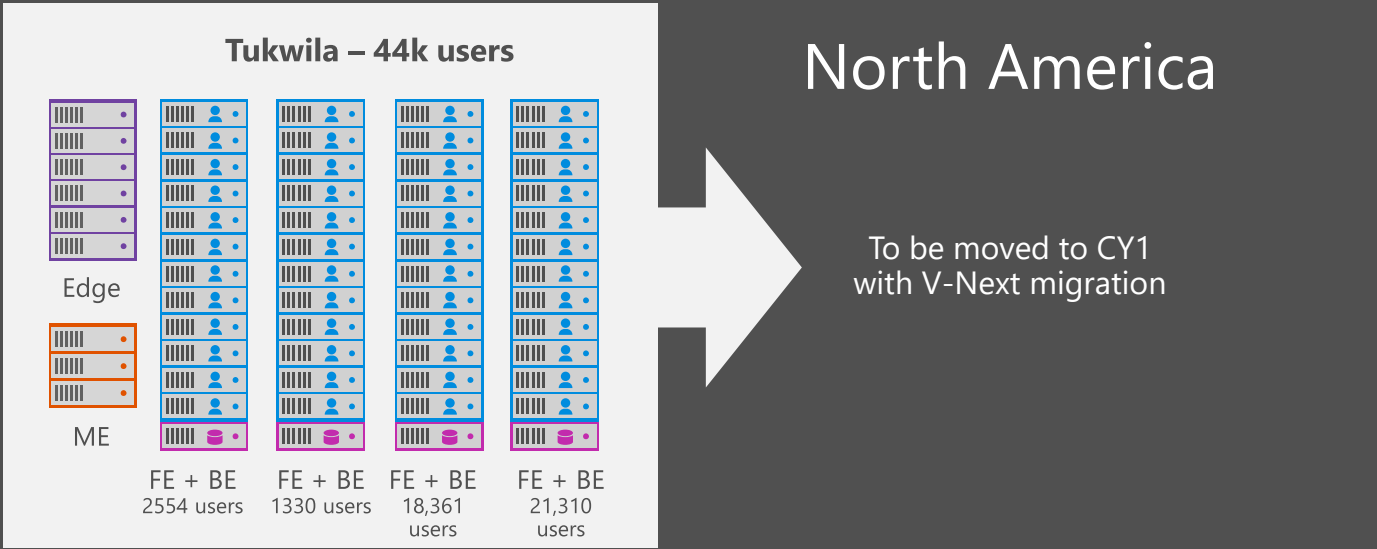 Tukwila – 44k users
North America
Edge
ME
FE + BE
2554 users
FE + BE
1330 users
FE + BE
18,361
users
FE + BE
21,310
users
To be moved to CY1
with V-Next migration